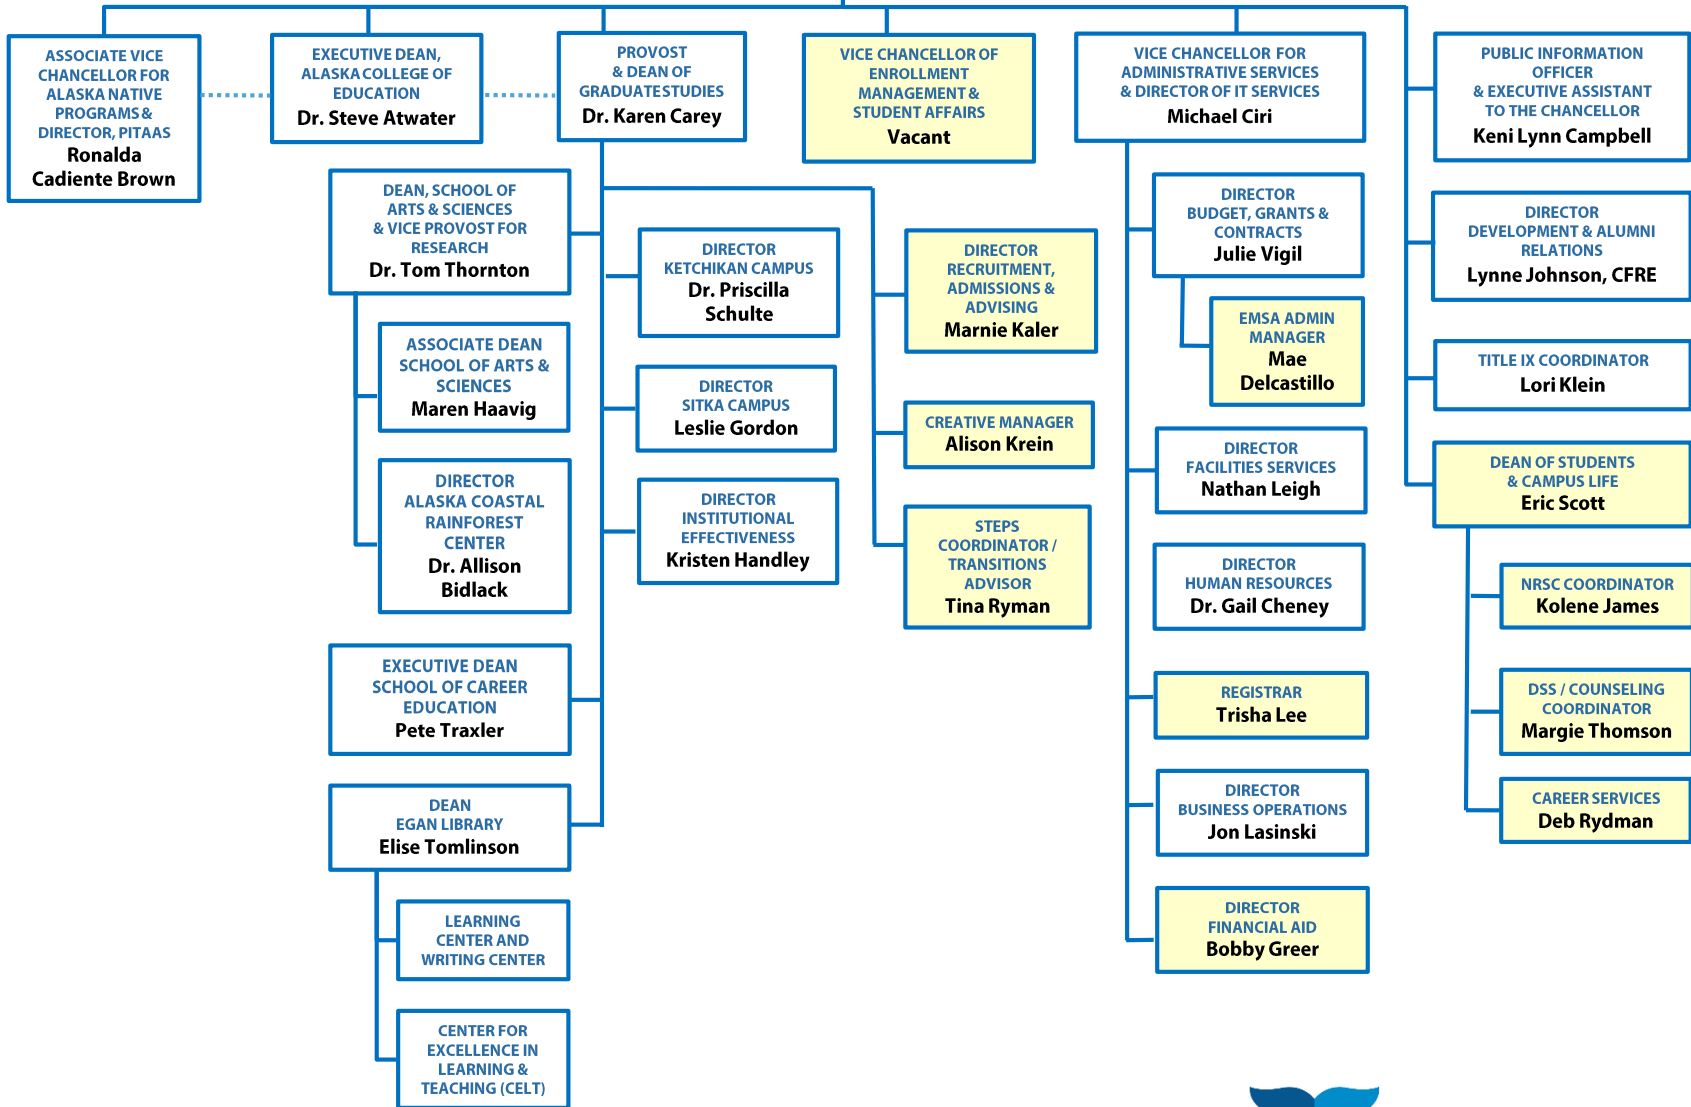 ASSOCIATE VICE
CHANCELLOR FOR
ALASKA NATIVE
PROGRAMS &
DIRECTOR, PITAAS
Ronalda
Cadiente Brown
EXECUTIVE DEAN,
ALASKA COLLEGE OF
EDUCATION
Dr. Steve Atwater
PROVOST
& DEAN OF
GRADUATE STUDIES
Dr. Karen Carey
VICE CHANCELLOR OF
ENROLLMENT
MANAGEMENT &
STUDENT AFFAIRS
Vacant
VICE CHANCELLOR FOR
ADMINISTRATIVE SERVICES
& DIRECTOR OF IT SERVICES
Michael Ciri
PUBLIC INFORMATION
OFFICER
& EXECUTIVE ASSISTANT
TO THE CHANCELLOR
Keni Lynn Campbell
DEAN, SCHOOL OF
ARTS & SCIENCES
& VICE PROVOST FOR
RESEARCH
Dr. Tom Thornton
ASSOCIATE DEAN
SCHOOL OF ARTS &
SCIENCES
Maren Haavig
DIRECTOR
ALASKA COASTAL
RAINFOREST
CENTER
Dr. Allison
Bidlack
EXECUTIVE DEAN
SCHOOL OF CAREER
EDUCATION
Pete Traxler
DEAN
EGAN LIBRARY
Elise Tomlinson
LEARNING
CENTER AND
WRITING CENTER
CENTER FOR
EXCELLENCE IN
LEARNING &
TEACHING (CELT)
DIRECTOR
KETCHIKAN CAMPUS
Dr. Priscilla
Schulte
DIRECTOR
SITKA CAMPUS
Leslie Gordon
DIRECTOR
INSTITUTIONAL
EFFECTIVENESS
Kristen Handley
DIRECTOR
RECRUITMENT,
ADMISSIONS &
ADVISING
Marnie Kaler
CREATIVE MANAGER
Alison Krein
STEPS
COORDINATOR /
TRANSITIONS
ADVISOR
Tina Ryman
DIRECTOR
BUDGET, GRANTS &
CONTRACTS
Julie Vigil
EMSA ADMIN
MANAGER
Mae
Delcastillo
DIRECTOR
FACILITIES SERVICES
Nathan Leigh
DIRECTOR
HUMAN RESOURCES
Dr. Gail Cheney
REGISTRAR
Trisha Lee
DIRECTOR
BUSINESS OPERATIONS
Jon Lasinski
DIRECTOR
FINANCIAL AID
Bobby Greer
DIRECTOR
DEVELOPMENT & ALUMNI
RELATIONS
Lynne Johnson, CFRE
TITLE IX COORDINATOR
Lori Klein
DEAN OF STUDENTS
& CAMPUS LIFE
Eric Scott
NRSC COORDINATOR
Kolene James
DSS / COUNSELING
COORDINATOR
Margie Thomson
CAREER SERVICES
Deb Rydman